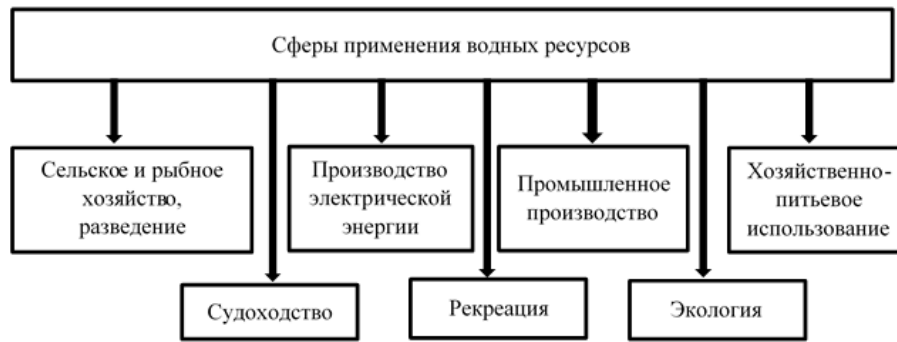 Сферы применения водных ресурсов
Сельское и рыбное
хозяйство,
разведение
Производство
электрической
энергии
Промышленное
производство
Хозяйственно-
питьевое
использование
Судоходство
Рекреация
Экология